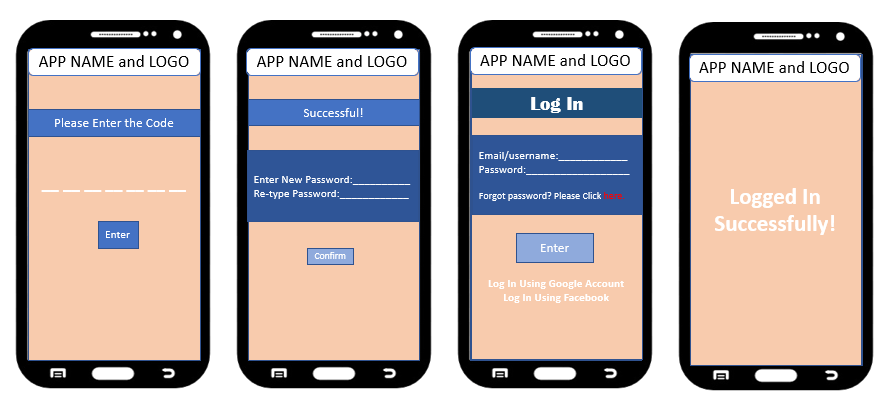 APP NAME and LOGO
Please Enter the Code
_ _ _ _ _ _ _
Enter
APP NAME and LOGO
Successful!
Enter New Password:___________
Re-type Password:_____________
Confirm
APP NAME and LOGO
Log In
Email/username:____________
Password:__________________
Forgot password? Please Click here
Enter
Log In Using Google Account
Log In Using Facebook
APP NAME and LOGO
Logged In
Successfully!